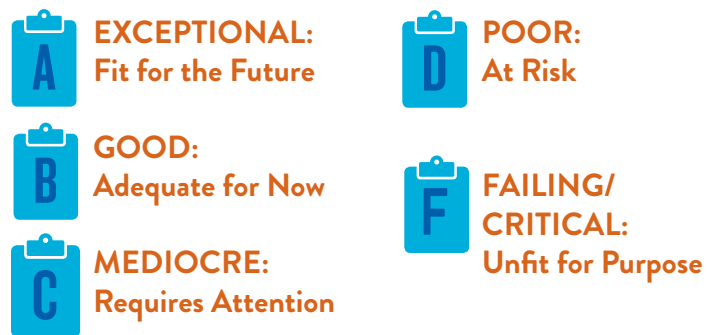 A
EXCEPTIONAL:
Fit for the Future
B
GOOD:
Adequate for Now
C
MEDIOCRE:
Requires Attention
D
POOR:
At Risk
F
FAILING/
CRITICAL:
Unfit for Purpose